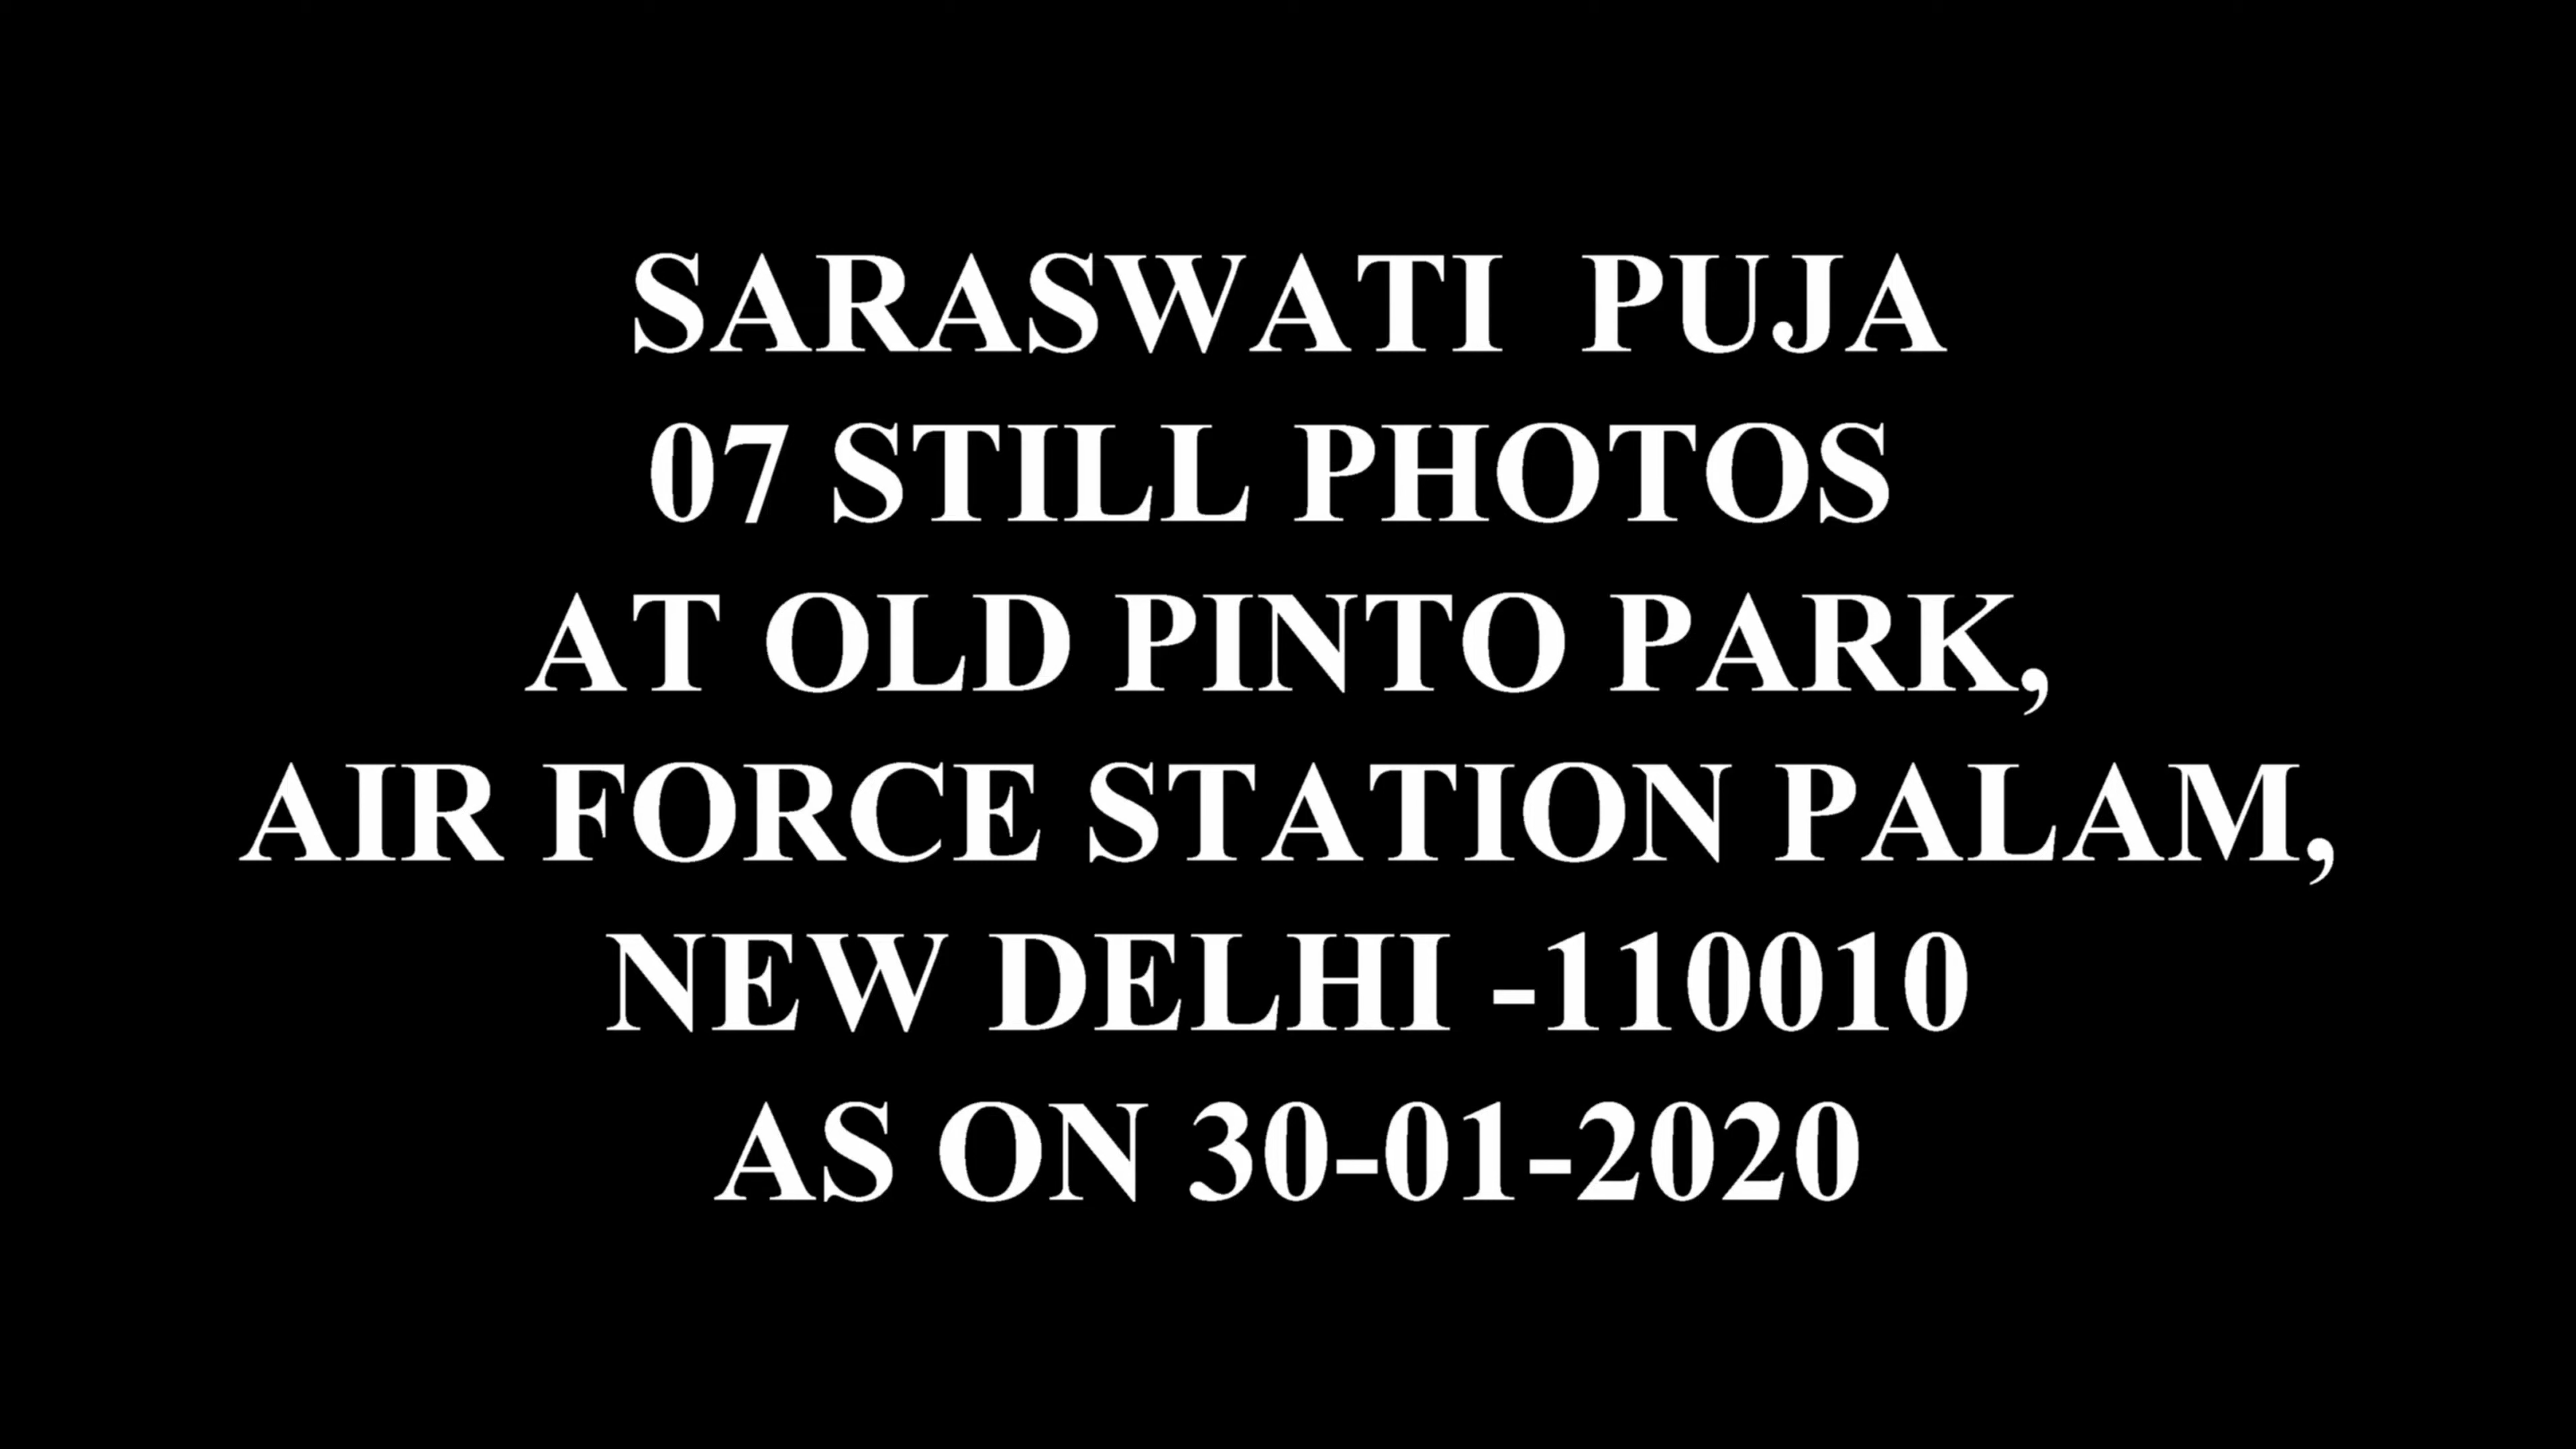 SARASWATI PUJA
07 STILL PHOTOS
AT OLD PINTO PARK,
AIR FORCE STATION PALAM,
NEW DELHI -110010
AS ON 30-01-2020